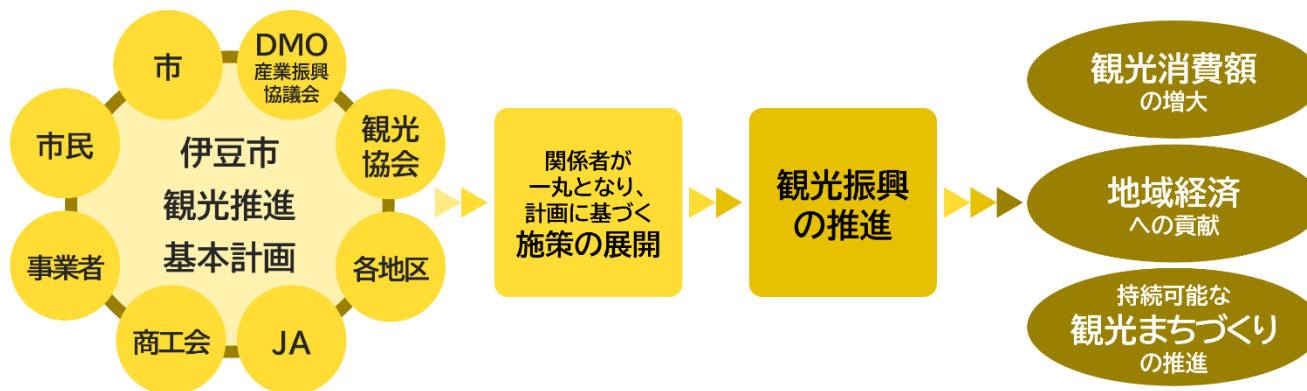 伊豆市
観光推進
基本計画
市
DMO
産業振興
協議会
観光
協会
各地区
JA
商工会
事業者
市民
関係者が
一丸となり、
計画に基づく
施策の展開
観光振興
の推進
観光消費額
の増大
地域経済
への貢献
持続可能な
観光まちづくり
の推進